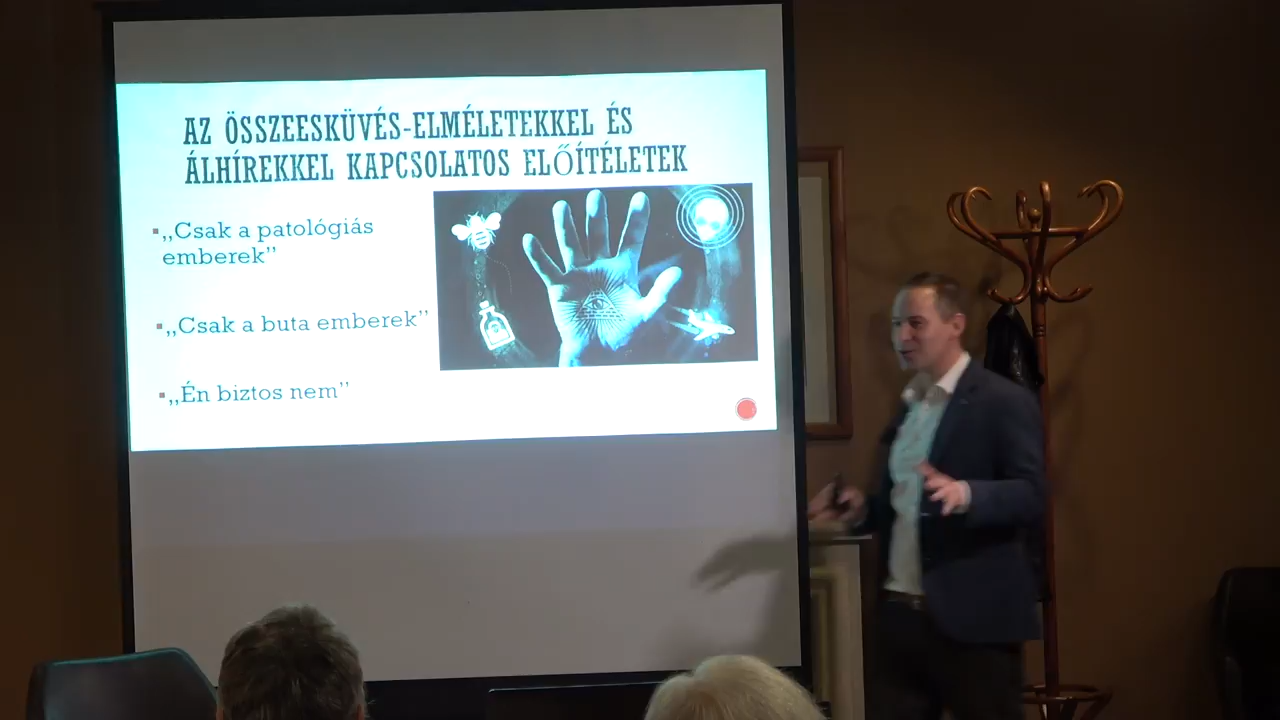 AZ ÖSSZEESKÜVÉS-ELMÉLETEKKEL ÉS
ÁLHÍREKKEL KAPCSOLATOS ELŐÍTÉLETEK
▪„Csak a patológiás
emberek”
▪„Csak a buta emberek”
▪„Én biztos nem”